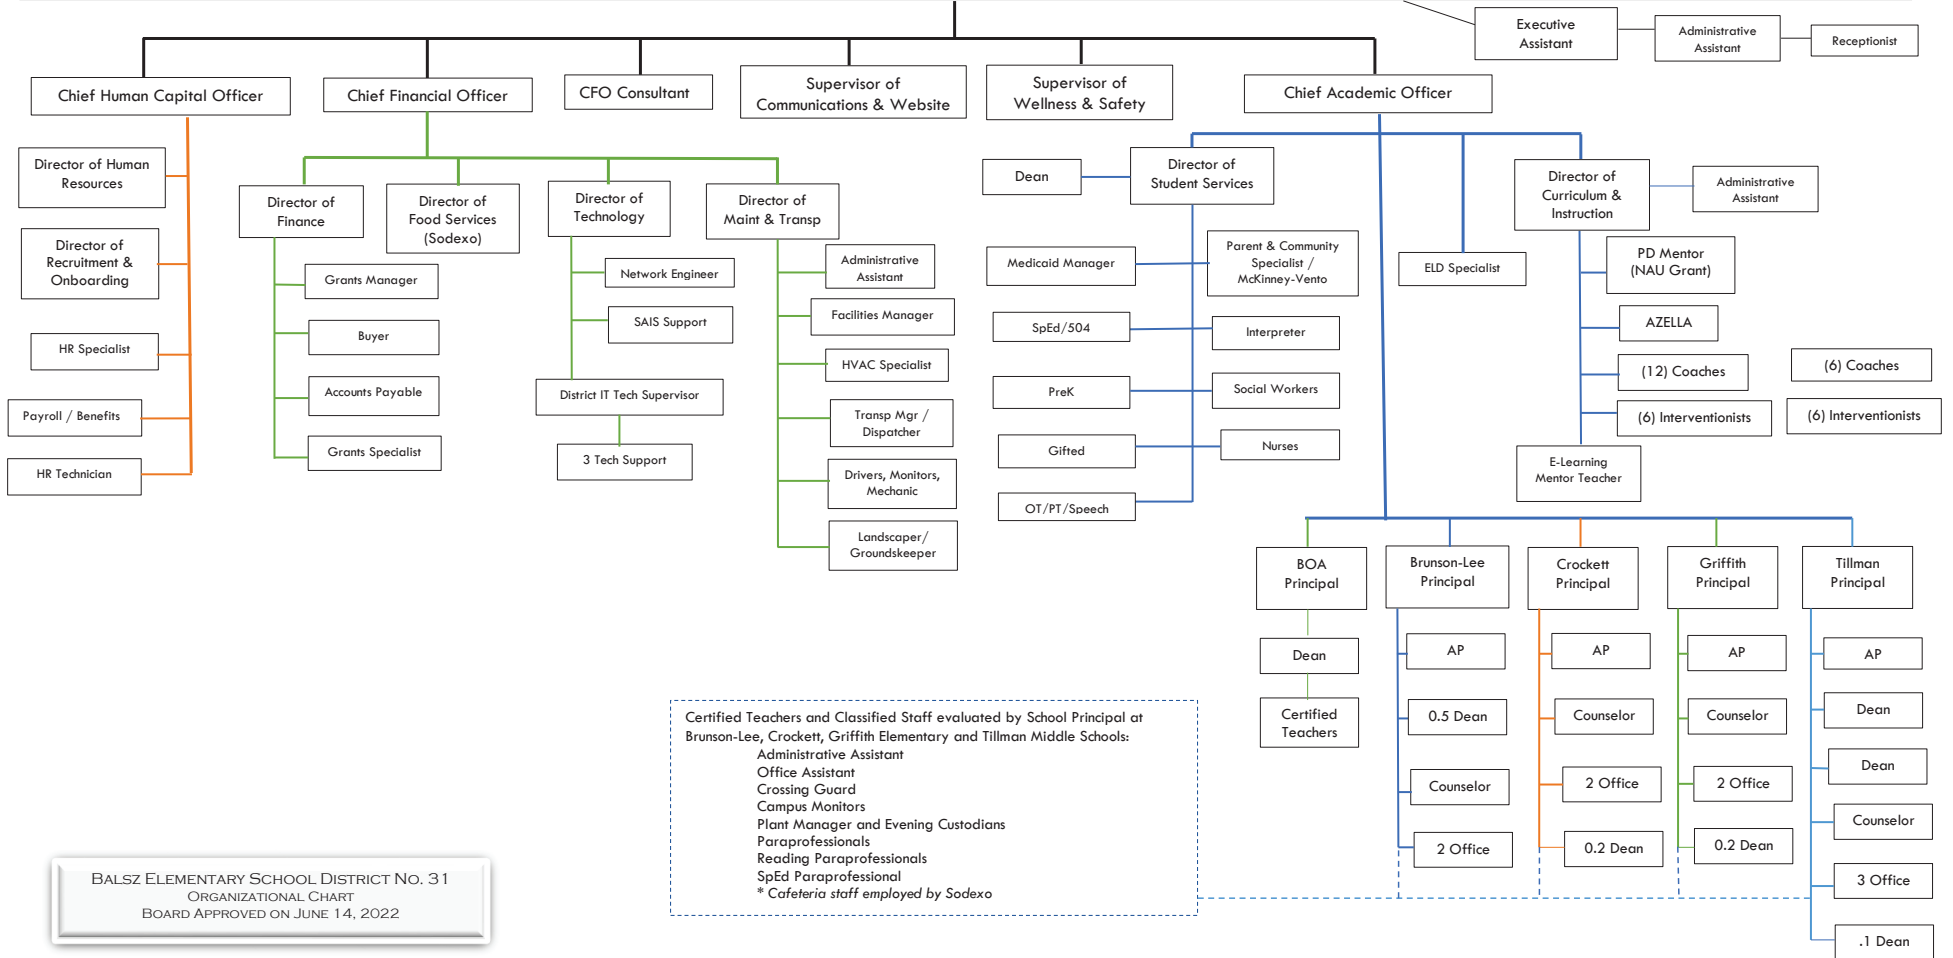 Executive
Assistant
Administrative
Assistant
Receptionist
Chief Human Capital Officer
Chief Financial Officer
CFO Consultant
Supervisor of
Communications & Website
Supervisor of
Wellness & Safety
Chief Academic Officer
Director of Human
Resources
Director of
Recruitment &
Onboarding
HR Specialist
Payroll / Benefits
HR Technician
Director of
Finance
Grants Manager
Buyer
Accounts Payable
Grants Specialist
Director of
Food Services
(Sodexo)
Director of
Technology
Network Engineer
SAIS Support
District IT Tech Supervisor
3 Tech Support
Director of
Maint & Transp
Administrative
Assistant
Facilities Manager
HVAC Specialist
Transp Mgr /
Dispatcher
Drivers, Monitors,
Mechanic
Landscaper/
Groundskeeper
Dean
Director of
Student Services
Medicaid Manager
Parent & Community
Specialist /
McKinney-Vento
SpEd/504
Interpreter
PreK
Social Workers
Gifted
Nurses
OT/PT/Speech
ELD Specialist
Director of
Curriculum &
Instruction
Administrative
Assistant
PD Mentor
(NAU Grant)
AZELLA
(12) Coaches
(6) Coaches
(6) Interventionists
(6) Interventionists
E-Learning
Mentor Teacher
BOA
Principal
Dean
Certified
Teachers
Brunson-Lee
Principal
AP
0.5 Dean
Counselor
2 Office
Crockett
Principal
AP
Counselor
2 Office
0.2 Dean
Griffith
Principal
AP
Counselor
2 Office
0.2 Dean
Tillman
Principal
AP
Dean
Dean
Counselor
3 Office
.1 Dean
Certified Teachers and Classified Staff evaluated by School Principal at
Brunson-Lee, Crockett, Griffith Elementary and Tillman Middle Schools:
Administrative Assistant
Office Assistant
Crossing Guard
Campus Monitors
Plant Manager and Evening Custodians
Paraprofessionals
Reading Paraprofessionals
SpEd Paraprofessional
* Cafeteria staff employed by Sodexo
BALSZ ELEMENTARY SCHOOL DISTRICT NO. 31
ORGANIZATIONAL CHART
BOARD APPROVED ON JUNE 14, 2022